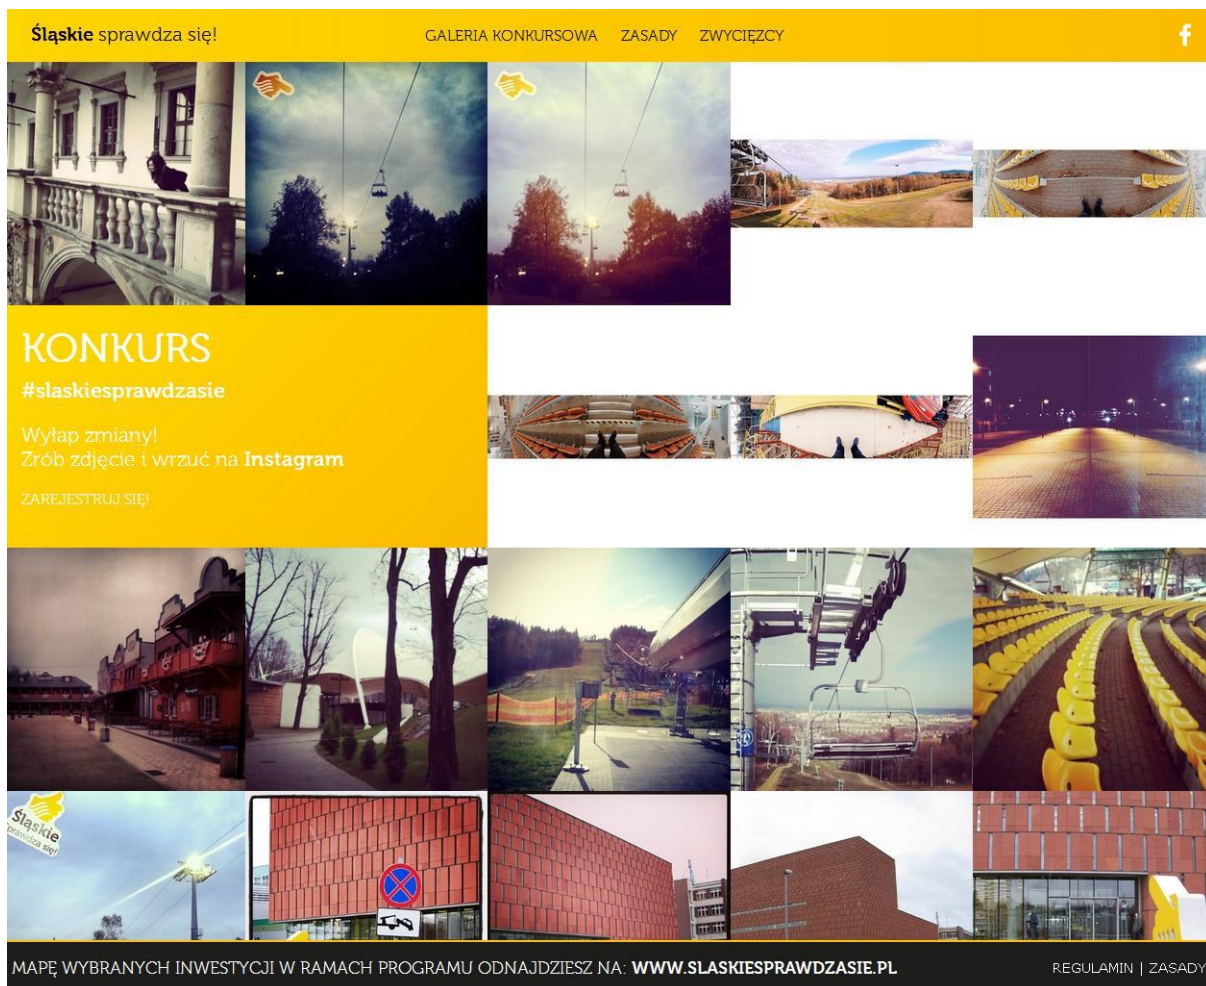 Śląskie sprawdza się!
GALERIA KONKURSOWA ZASADY ZWYCIĘZCY
f
KONKURS
#slaskiesprawdzasie
Wyłap zmiany!
Zrób zdjęcie i wrzuć na Instagram
ZAREJESTRUJ SIĘ!
Śląskie
sprawdza się!
MAPĘ WYBRANYCH INWESTYCJI W RAMACH PROGRAMU ODNAJDZIESZ NA: WWW.SLASKIESPRAWDZASIE.PL
REGULAMIN | ZASADY